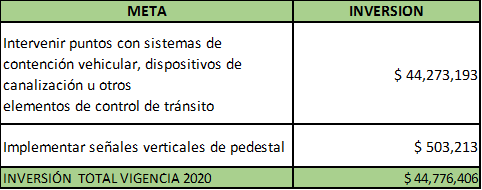 META INVERSION
Intervenir puntos con sistemas de
contención vehicular, dispositivos de
canalización u otros
elementos de control de tránsito
$ 44,273,193
Implementar señales verticales de pedestal $ 503,213
INVERSIÓN TOTAL VIGENCIA 2020 $ 44,776,406